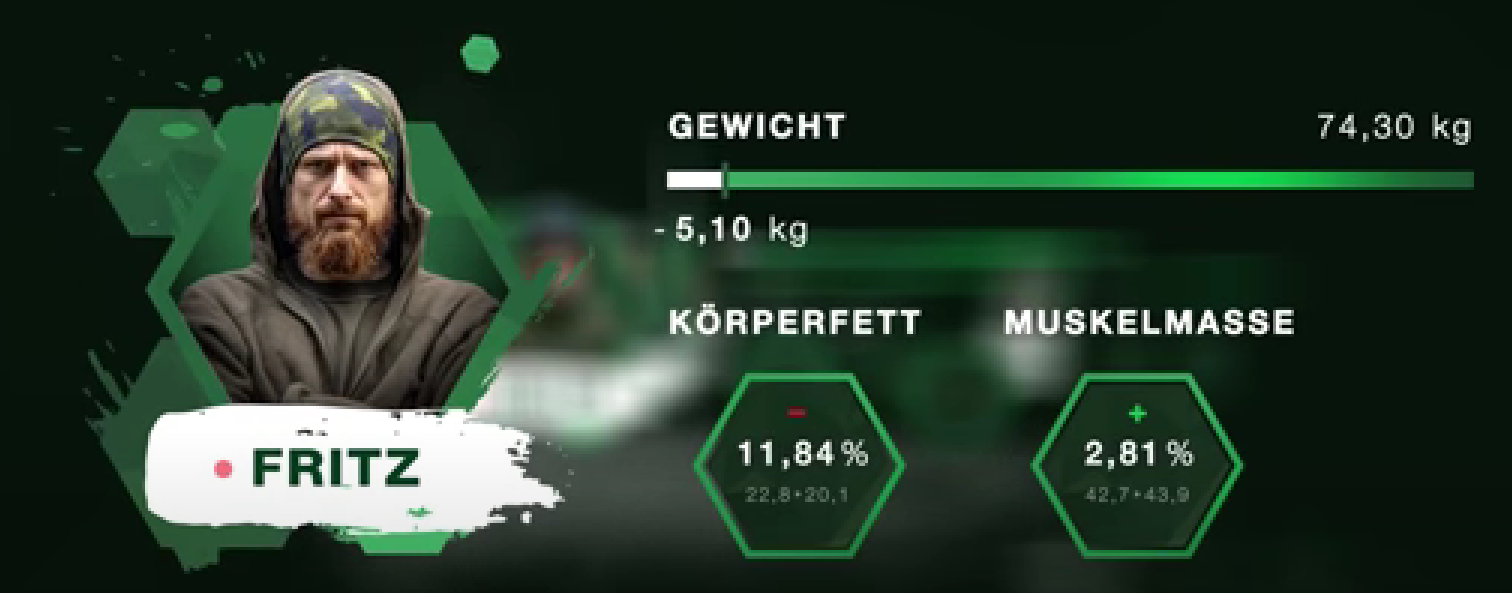 GEWICHT 74,30 kg
- 5,10 kg
KÖRPERFETT MUSKELMASSE
- +
11,84% 2,81%
22,8•20,1 42,7•43,9
FRITZ